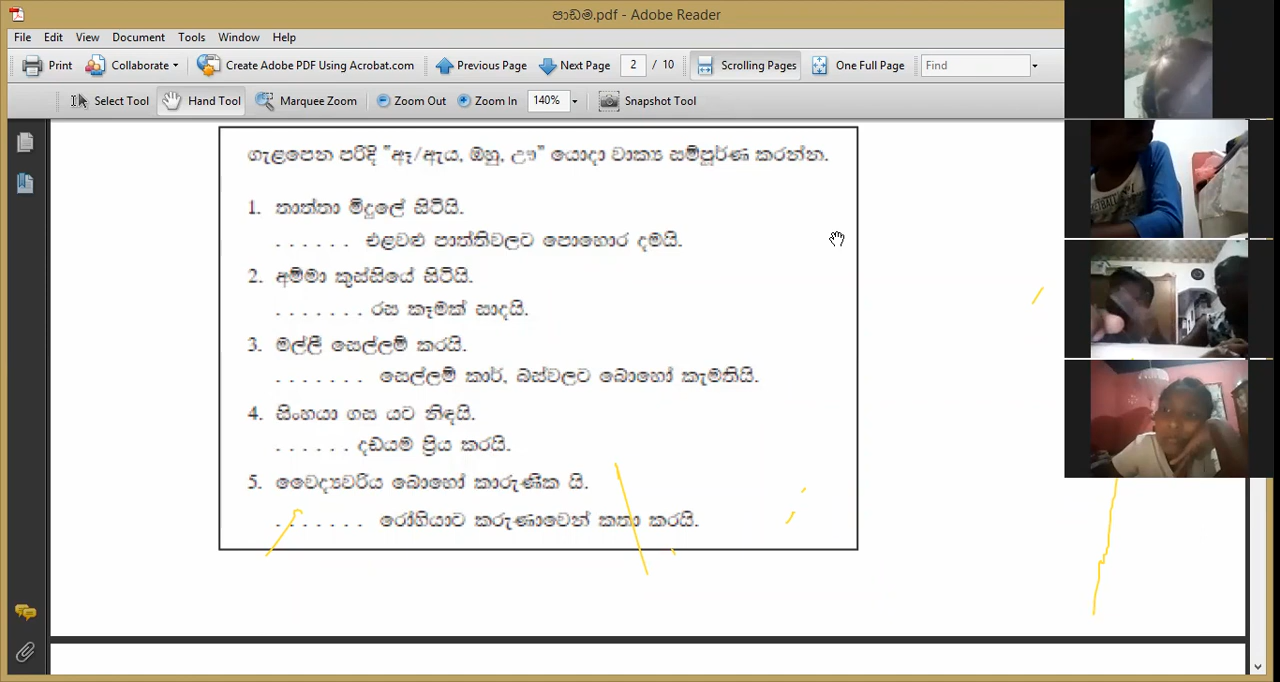 පාඩම.pdf - Adobe Reader
File Edit View Document Tools Window Help
Print Collaborate Create Adobe PDF Using Acrobat.com Previous Page Next Page 2 / 10 Scrolling Pages One Full Page Find
Select Tool Hand Tool Marquee Zoom Zoom Out Zoom In 140% Snapshot Tool
ගැළපෙන පරිදි "ඈ/ඇය, ඔහු, ඌ" යොදා වාක්‍ය සම්පූර්ණ කරන්න.
1. තාත්තා මිදුලේ සිටියි.
. . . . . . එළවළු පාත්තිවලට පොහොර දමයි.
2. අම්මා කුස්සියේ සිටියි.
. . . . . . . රස කෑමක් සාදයි.
3. මල්ලී සෙල්ලම් කරයි.
. . . . . . . සෙල්ලම් කාර්, බස්වලට බොහෝ කැමතියි.
4. සිංහයා ගස යට නිඳයි.
. . . . . . දඩයම ප්‍රිය කරයි.
5. වෛද්‍යවරිය බොහෝ කාරුණික යි.
. . . . . . . රෝගියාට කරුණාවෙන් කතා කරයි.